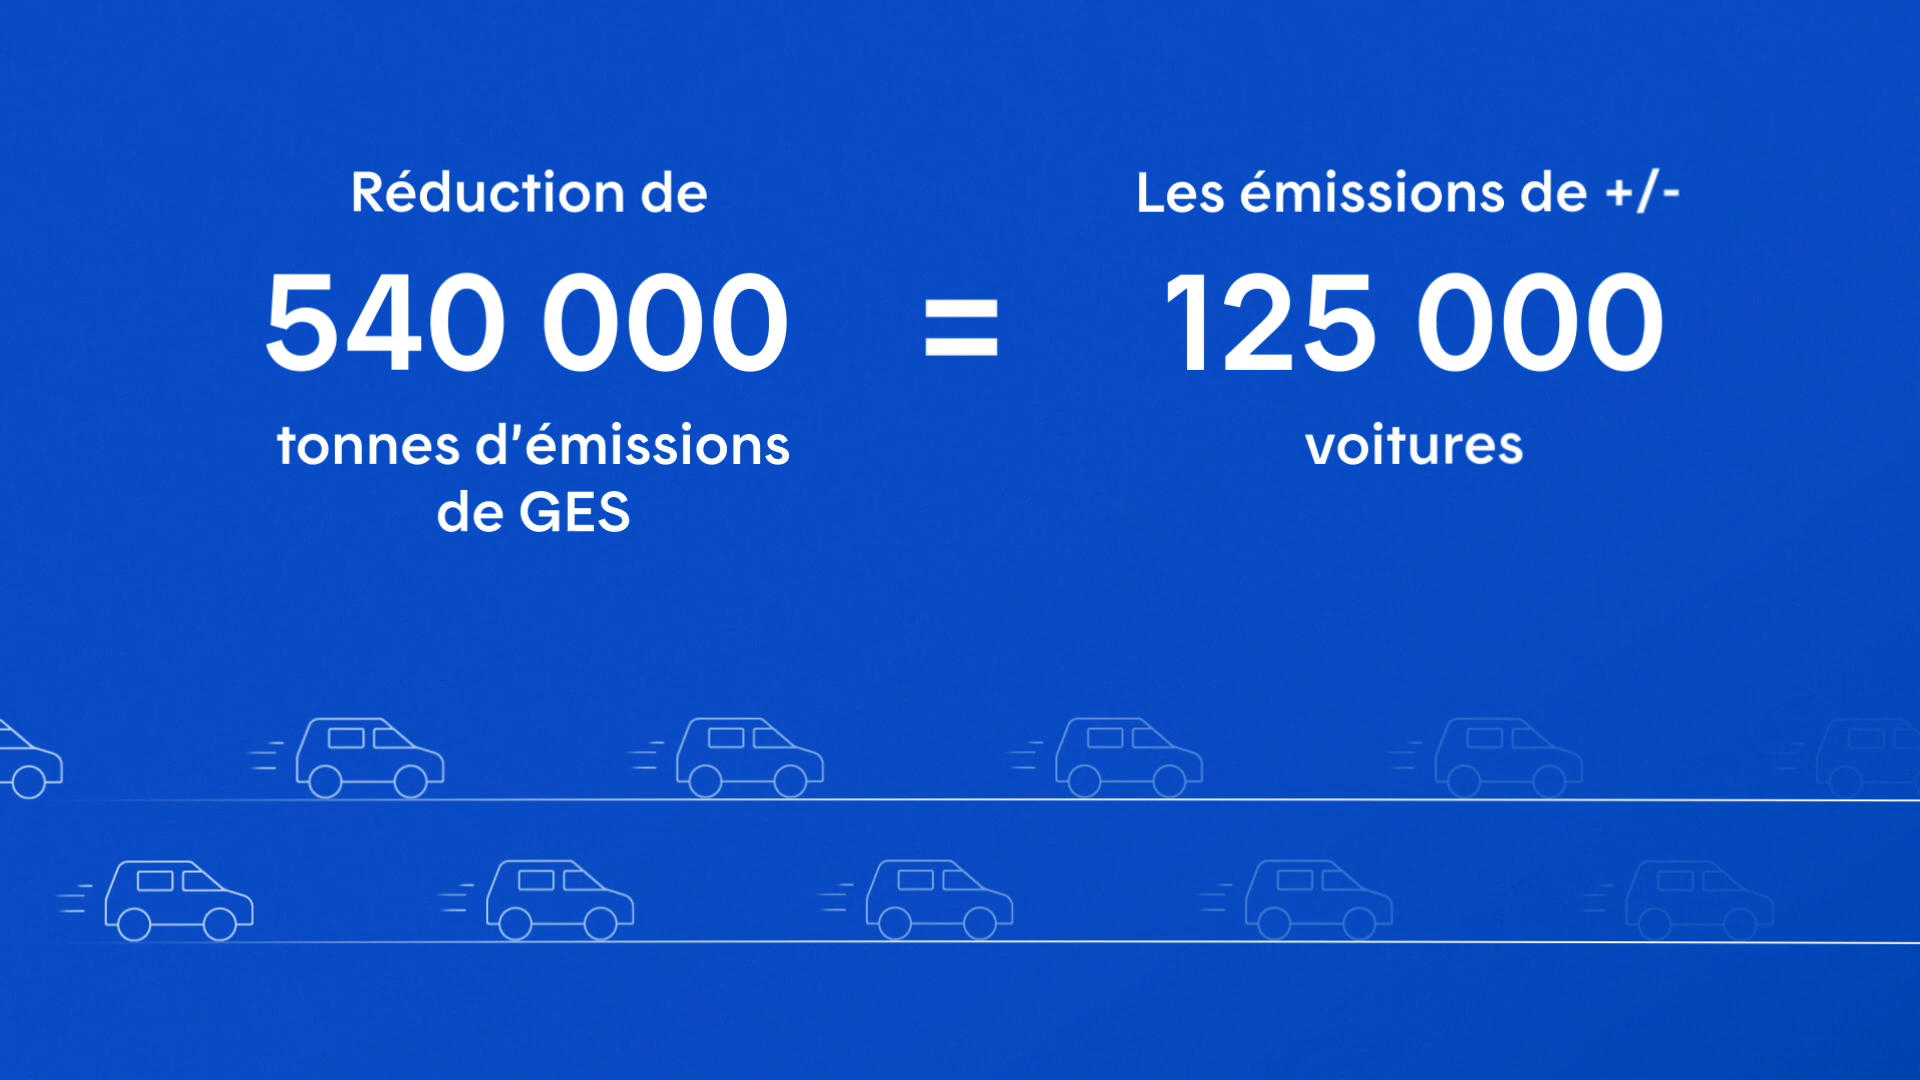 Réduction de
540 000
tonnes d’émissions
de GES
=
Les émissions de +/-
125 000
voitures